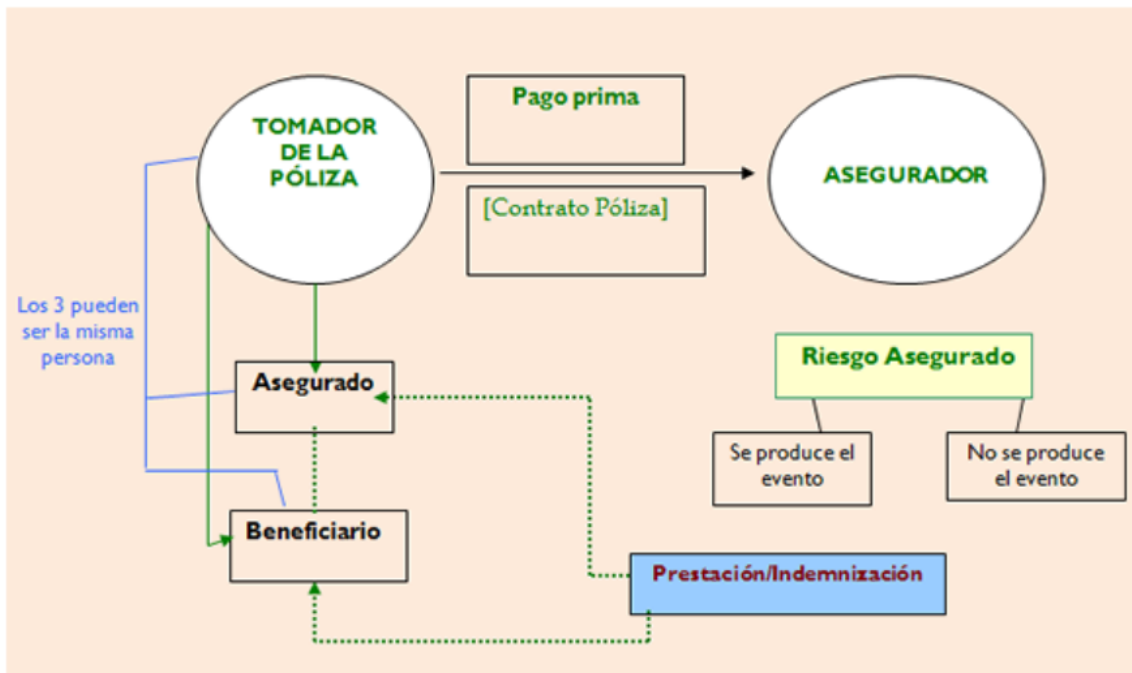 TOMADOR
DE LA
PÓLIZA
Pago prima
[Contrato Póliza]
ASEGURADOR
Los 3 pueden
ser la misma
persona
Asegurado
Beneficiario
Riesgo Asegurado
Se produce el
evento
No se produce
el evento
Prestación/Indemnización